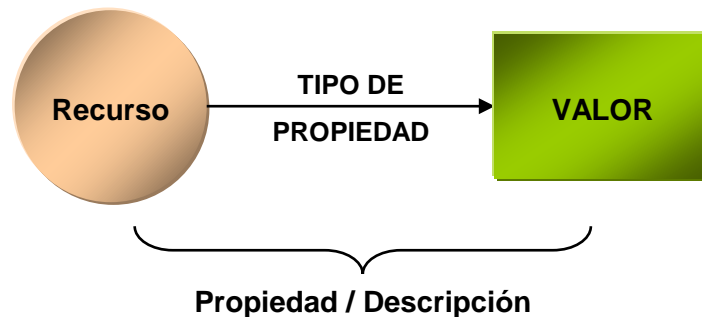 Recurso
TIPO DE
PROPIEDAD
VALOR
Propiedad / Descripción